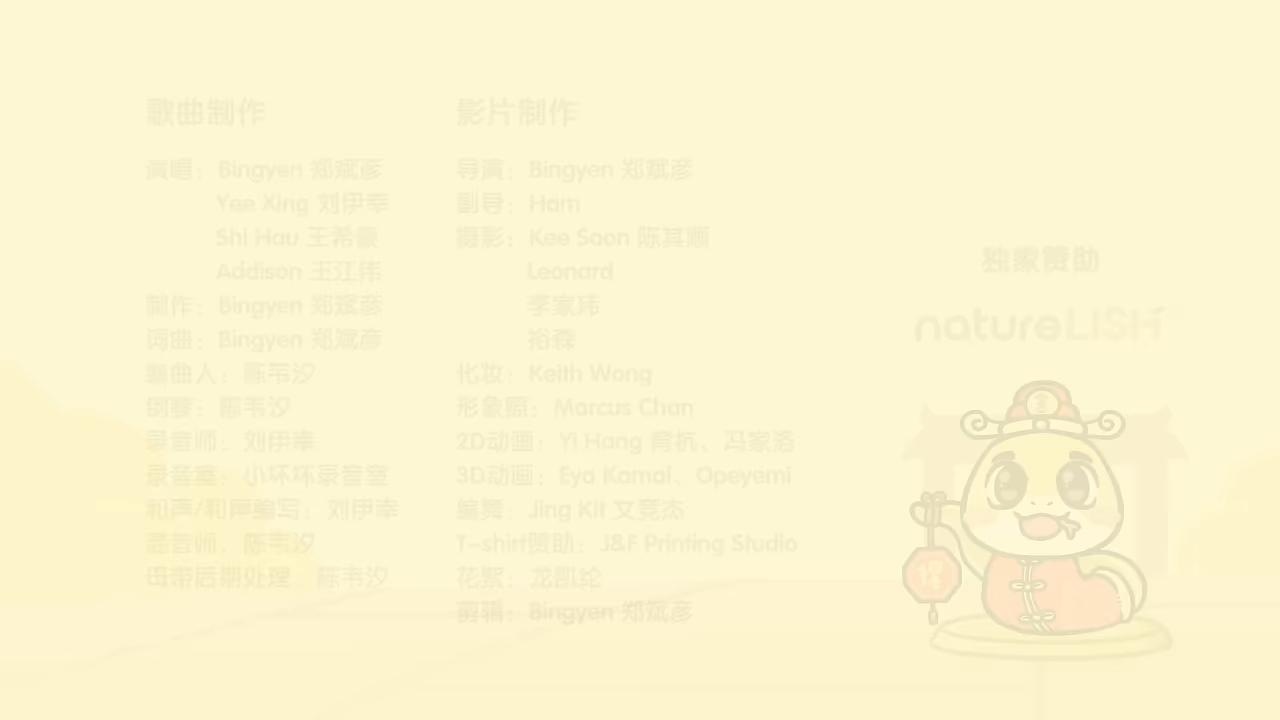 歌曲制作
演唱：Bingyen 郑斌彦
Yee Xing 刘伊幸
Shi Hau 王希豪
Addison 王江伟
制作：Bingyen 郑斌彦
词曲：Bingyen 郑斌彦
编曲人：陈韦汐
钢琴：陈韦汐
录音师：刘伊幸
录音室：小坏坏录音室
和声/和声编写：刘伊幸
混音师：陈韦汐
母带后期处理：陈韦汐
影片制作
导演：Bingyen 郑斌彦
副导：Ham
摄影：Kee Soon 陈其顺
Leonard
李家玮
裕森
化妆：Keith Wong
形象照：Marcus Chan
2D动画：Yi Hang 育杭、冯家洛
3D动画：Eyo Kamal、Opeyemi
编舞：Jing Kit 文竞杰
T-shirt赞助：J&F Printing Studio
花絮：龙凯纶
剪辑：Bingyen 郑斌彦
独家赞助
natureLISH